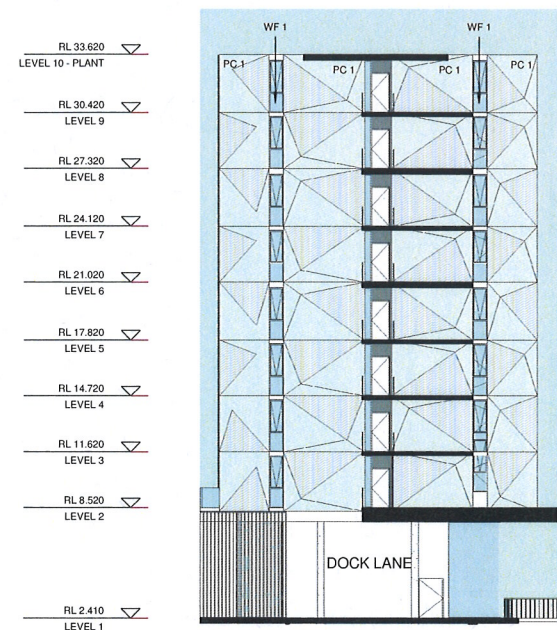 WF 1 WF 1
RL 33.620
LEVEL 10 - PLANT
PC 1 PC 1 PC 1 PC 1
RL 30.420
LEVEL 9
RL 27.320
LEVEL 8
RL 24.120
LEVEL 7
RL 21.020
LEVEL 6
RL 17.820
LEVEL 5
RL 14.720
LEVEL 4
RL 11.620
LEVEL 3
RL 8.520
LEVEL 2
DOCK LANE
RL 2.410
LEVEL 1